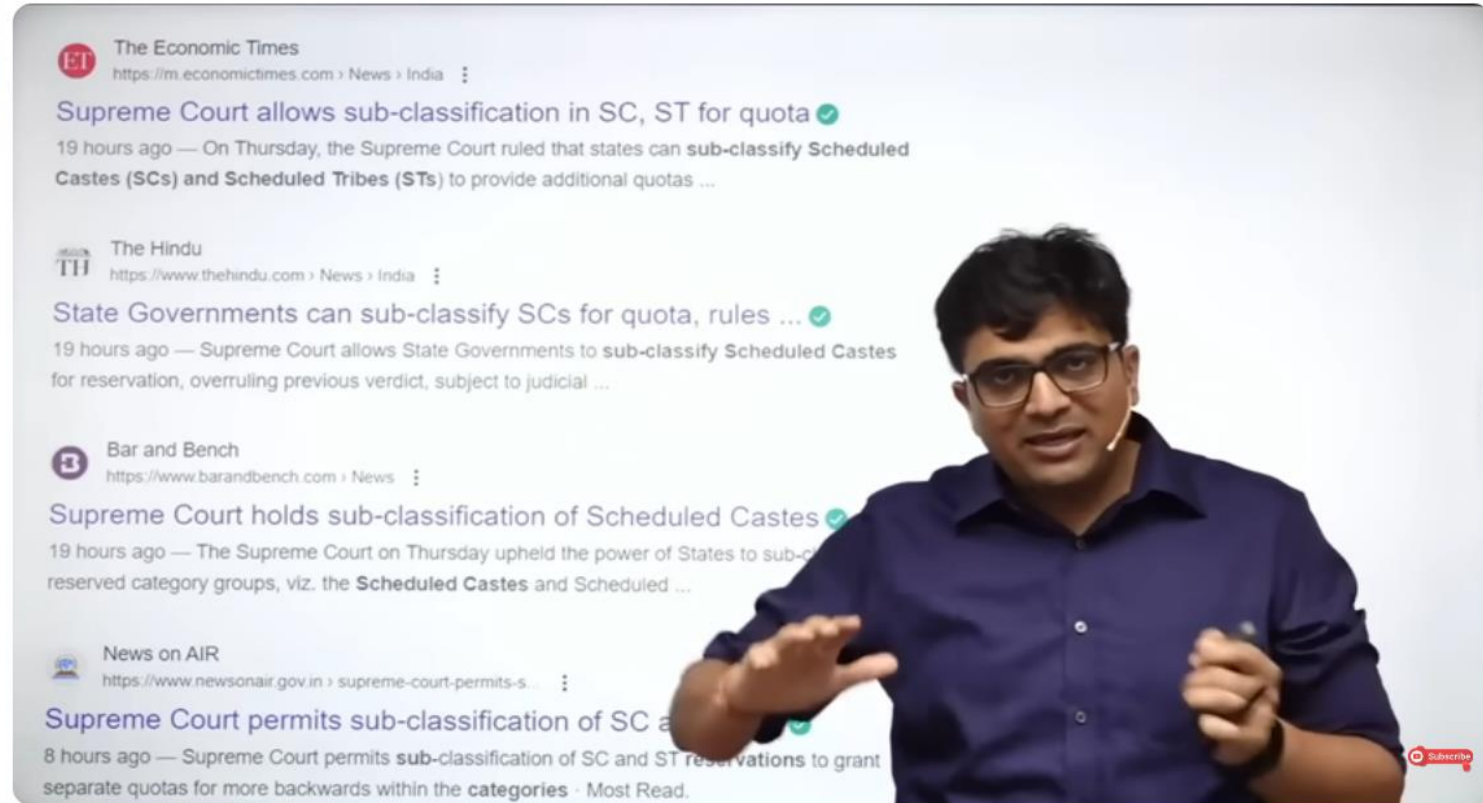 ET
The Economic Times
https://m.economictimes.com › News › India
Supreme Court allows sub-classification in SC, ST for quota
19 hours ago — On Thursday, the Supreme Court ruled that states can sub-classify Scheduled
Castes (SCs) and Scheduled Tribes (STs) to provide additional quotas ...
TH
The Hindu
https://www.thehindu.com › News › India
State Governments can sub-classify SCs for quota, rules ...
19 hours ago — Supreme Court allows State Governments to sub-classify Scheduled Castes
for reservation, overruling previous verdict, subject to judicial ...
B
Bar and Bench
https://www.barandbench.com › News
Supreme Court holds sub-classification of Scheduled Castes
19 hours ago — The Supreme Court on Thursday upheld the power of States to
reserved category groups, viz. the Scheduled Castes and Scheduled ...
News on AIR
https://www.newsonair.gov.in › supreme-court-permits-s...
Supreme Court permits sub-classification of SC
8 hours ago — Supreme Court permits sub-classification of SC and ST reservations to grant
separate quotas for more backwards within the categories · Most Read.
Subscribe